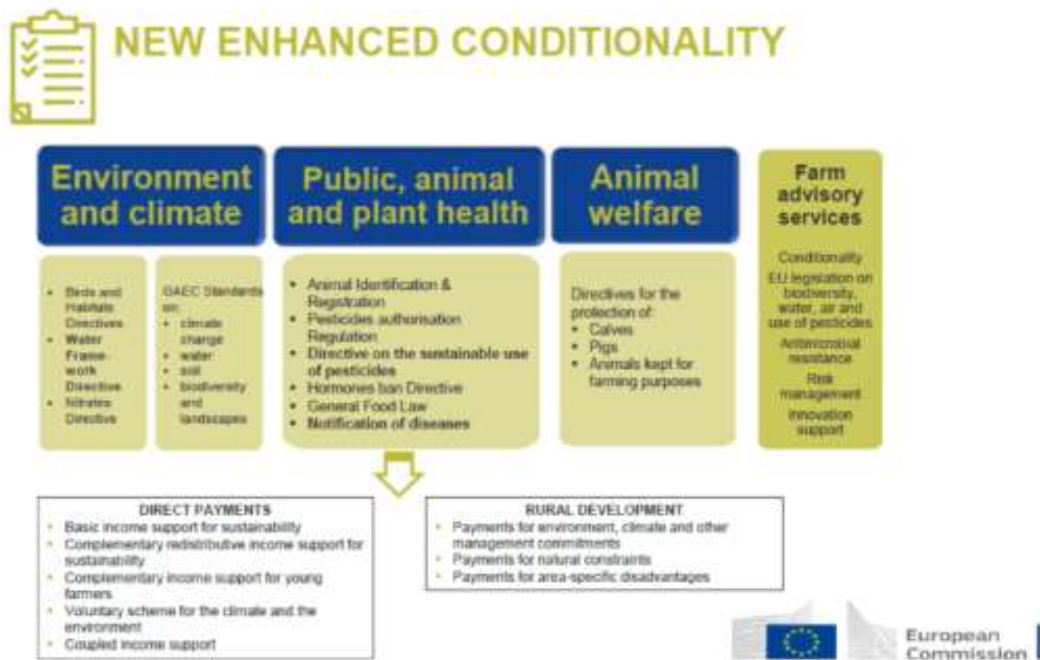 NEW ENHANCED CONDITIONALITY
Environment
and climate
• Birds and
Habitats
Directives
• Water
Frame-
work
Directive
• Nitrates
Directive
GAEC Standards
on:
• climate
change
• water
• soil
• biodiversity
and
landscapes
Public, animal
and plant health
• Animal Identification &
Registration
• Pesticides authorisation
Regulation
• Directive on the sustainable use
of pesticides
• Hormones ban Directive
• General Food Law
• Notification of diseases
Animal
welfare
Directives for the
protection of:
• Calves
• Pigs
• Animals kept for
farming purposes
Farm
advisory
services
Conditionality
EU legislation on
biodiversity,
water, air and
use of pesticides
Antimicrobial
resistance
Risk
management
Innovation
support
DIRECT PAYMENTS
• Basic income support for sustainability
• Complementary redistributive income support for
sustainability
• Complementary income support for young
farmers
• Voluntary scheme for the climate and the
environment
• Coupled income support
RURAL DEVELOPMENT
• Payments for environment, climate and other
management commitments
• Payments for natural constraints
• Payments for area-specific disadvantages
European
Commission